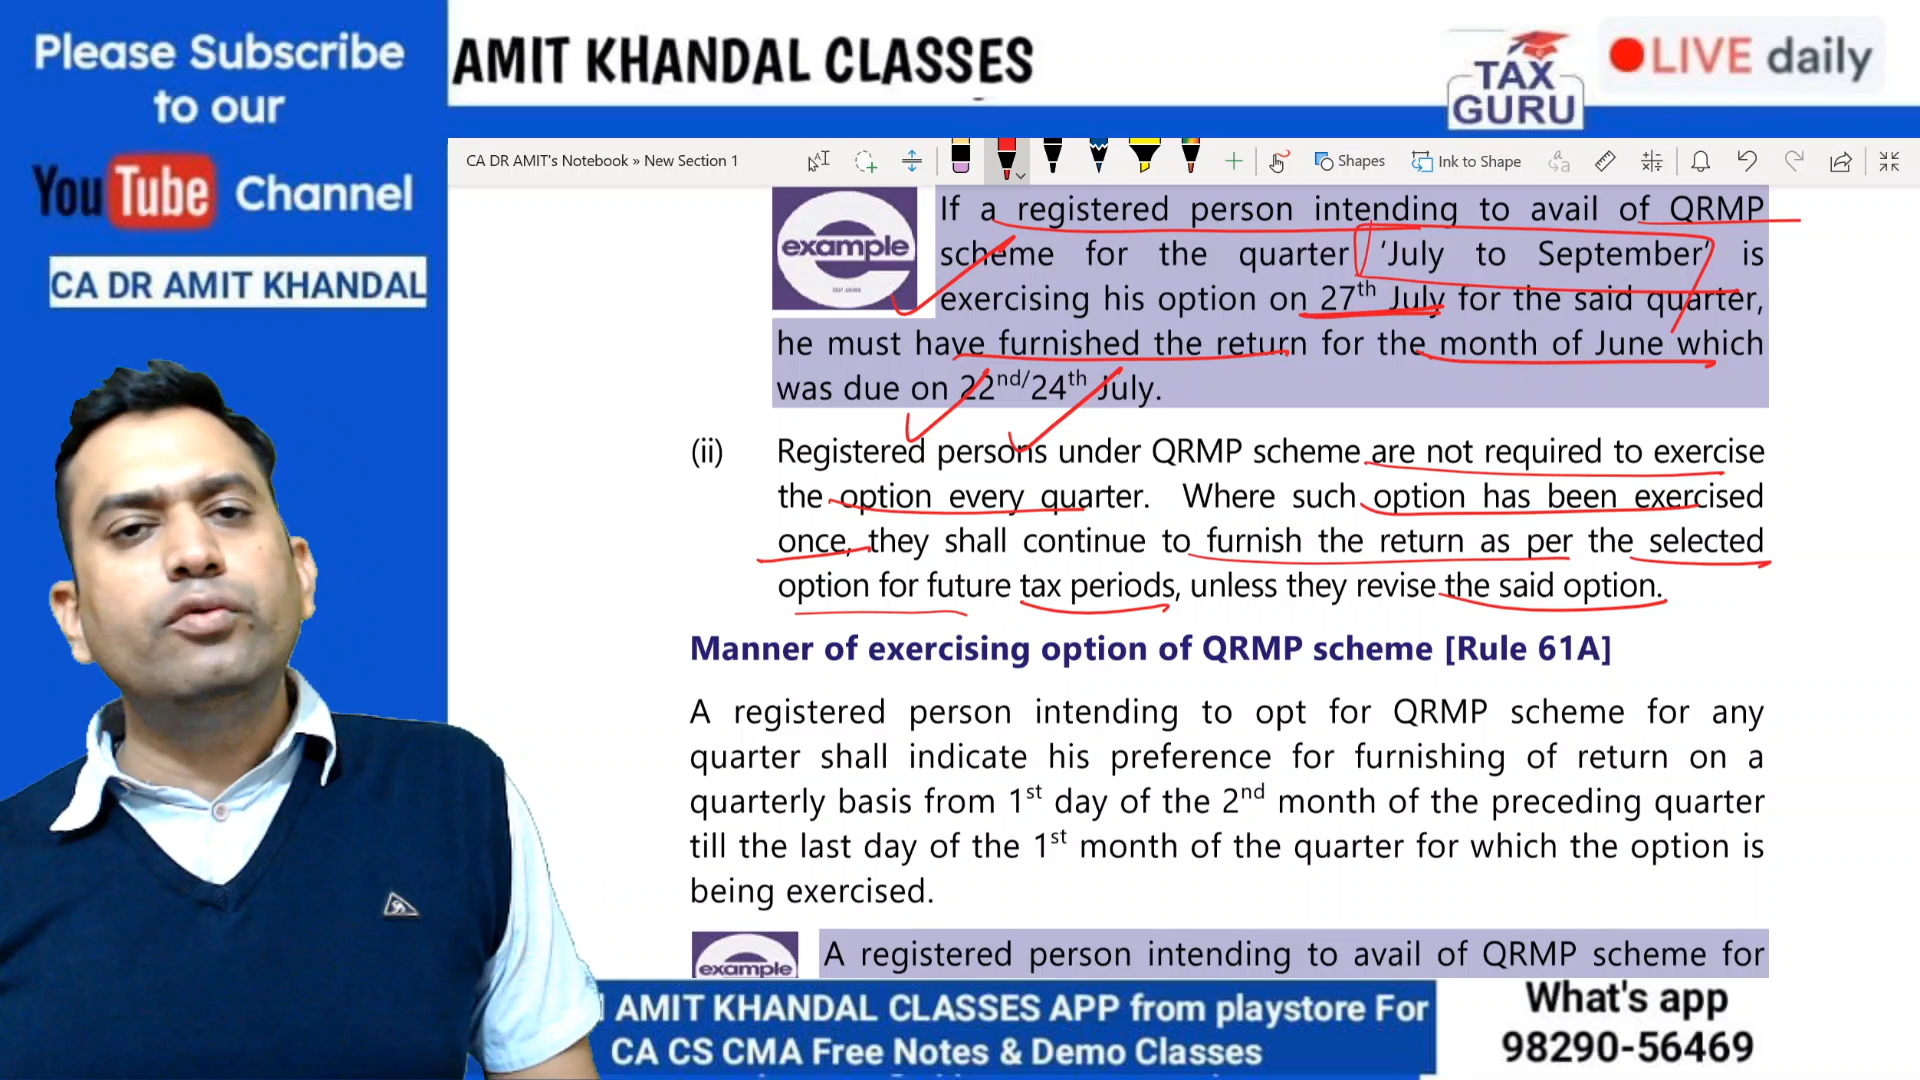 Please Subscribe
to our
YouTube Channel
CA DR AMIT KHANDAL
AMIT KHANDAL CLASSES
TAX
GURU
LIVE daily
CA DR AMIT's Notebook » New Section 1
Shapes
Ink to Shape
example
If a registered person intending to avail of QRMP
scheme for the quarter ‘July to September’ is
exercising his option on 27th July for the said quarter,
he must have furnished the return for the month of June which
was due on 22nd/24th July.
(ii) Registered persons under QRMP scheme are not required to exercise
the option every quarter. Where such option has been exercised
once, they shall continue to furnish the return as per the selected
option for future tax periods, unless they revise the said option.
Manner of exercising option of QRMP scheme [Rule 61A]
A registered person intending to opt for QRMP scheme for any
quarter shall indicate his preference for furnishing of return on a
quarterly basis from 1st day of the 2nd month of the preceding quarter
till the last day of the 1st month of the quarter for which the option is
being exercised.
example
A registered person intending to avail of QRMP scheme for
AMIT KHANDAL CLASSES APP from playstore For
CA CS CMA Free Notes & Demo Classes
What's app
98290-56469